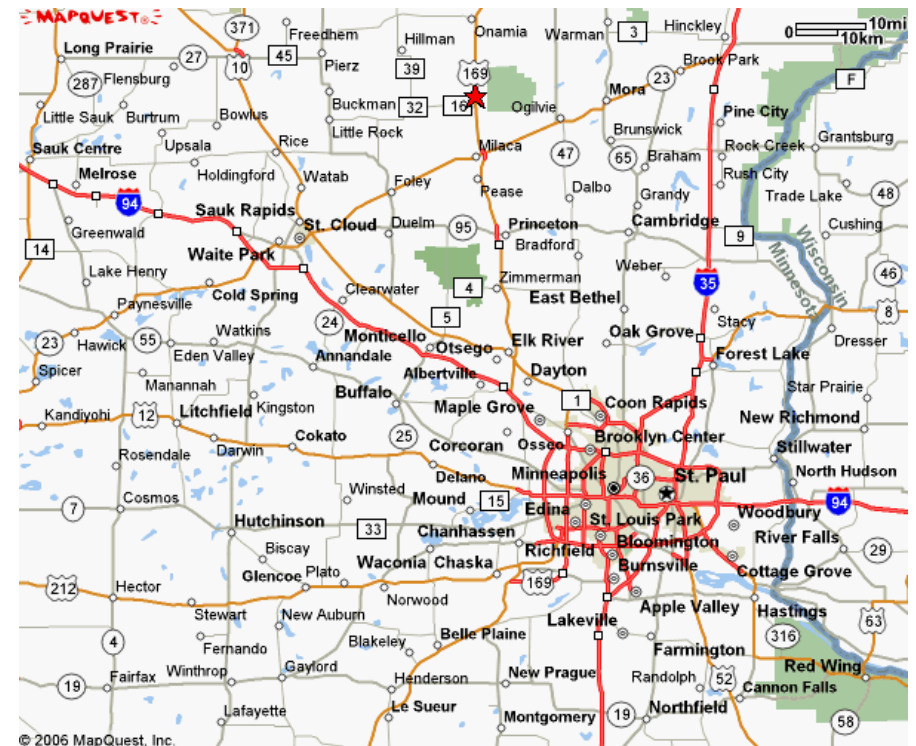 MAPQUEST
371
Freedhem
Hillman
Onamia
Warman
3
Hinckley
0 10mi
10km
Long Prairie
27
10
45
39
169
Brook Park
F
287
Flensburg
Pierz
23
Mora
Buckman
32
16
Ogilvie
Little Sauk
Burtrum
Bowlus
Pine City
Little Rock
Brunswick
Sauk Centre
Upsala
Rice
Milaca
47
65
Braham
Rock Creek
Grantsburg
Melrose
Holdingford
Watab
Foley
Pease
Dalbo
Grandy
Rush City
Trade Lake
48
94
Sauk Rapids
St. Cloud
Duelm
95
Princeton
Cambridge
9
Cushing
Greenwald
Bradford
14
Waite Park
Wisconsin
Minnesota
Lake Henry
Cold Spring
Clearwater
4
Zimmerman
Weber
35
46
Paynesville
East Bethel
24
5
Stacy
8
23
Hawick
55
Watkins
Monticello
Otsego
Elk River
Oak Grove
Dresser
Eden Valley
Annandale
Forest Lake
Spicer
Manannah
Albertville
Dayton
Star Prairie
Buffalo
Kingston
Maple Grove
1
Coon Rapids
Kandiyohi
12
Litchfield
New Richmond
25
Corcoran
Osseo
Brooklyn Center
Darwin
Cokato
Stillwater
Rosendale
Delano
Minneapolis
36
St. Paul
North Hudson
7
Cosmos
Winsted
Mound
15
94
Edina
St. Louis Park
Woodbury
Hutchinson
33
Chanhassen
Richfield
Bloomington
River Falls
29
Biscay
Waconia
Chaska
Burnsville
Glencoe
Plato
169
Cottage Grove
212
Hector
Norwood
Apple Valley
Hastings
Stewart
New Auburn
Lakeville
63
4
Fernando
Blakeley
Belle Plaine
316
Farmington
Winthrop
Gaylord
New Prague
Red Wing
19
Fairfax
Henderson
Randolph
52
Cannon Falls
Lafayette
Le Sueur
Montgomery
19
Northfield
58
© 2006 MapQuest, Inc.